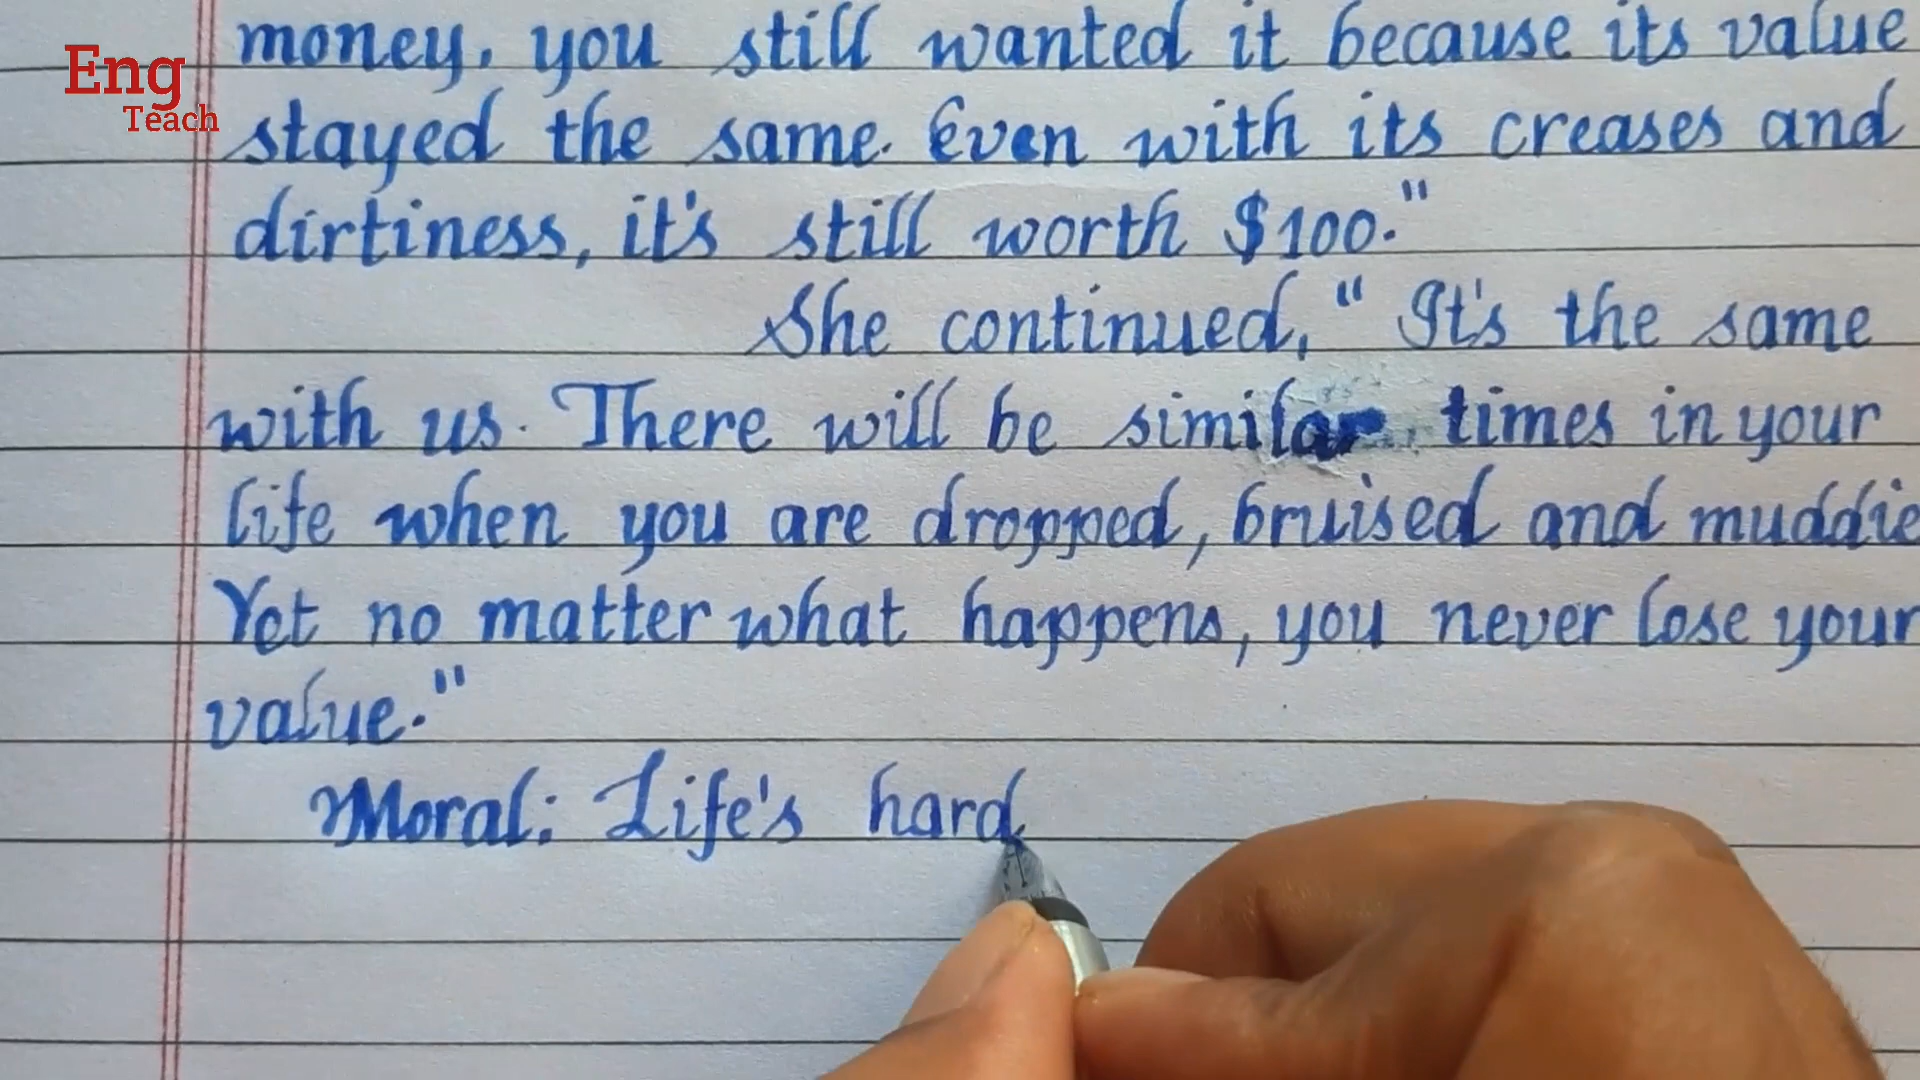 Eng
Teach
money, you still wanted it because its value
stayed the same. Even with its creases and
dirtiness, it's still worth $100."
She continued, " It's the same
with us. There will be similar times in your
life when you are dropped, bruised and muddie
Yet no matter what happens, you never lose your
value."
Moral: Life's hard